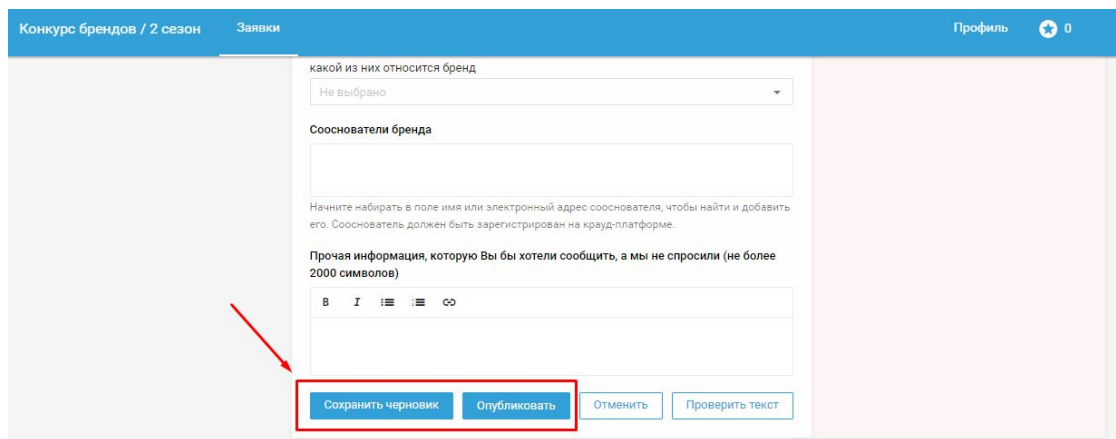 Конкурс брендов / 2 сезон Заявки Профиль 0
какой из них относится бренд
Не выбрано
Сооснователи бренда
Начните набирать в поле имя или электронный адрес сооснователя, чтобы найти и добавить
его. Сооснователь должен быть зарегистрирован на крауд-платформе.
Прочая информация, которую Вы бы хотели сообщить, а мы не спросили (не более
2000 символов)
B I
Сохранить черновик Опубликовать Отменить Проверить текст